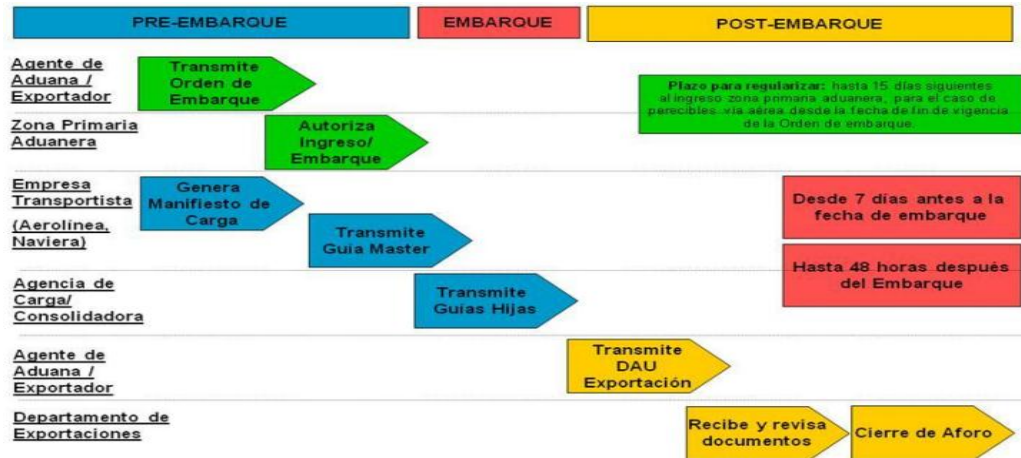 PRE-EMBARQUE
EMBARQUE
POST-EMBARQUE
Agente de
Aduana /
Exportador
Transmite
Orden de
Embarque
Plazo para regularizar: hasta 15 días siguientes
al ingreso zona primaria aduanera, para el caso de
perecibles vía aérea desde la fecha de fin de vigencia
de la Orden de embarque.
Zona Primaria
Aduanera
Autoriza
Ingreso/
Embarque
Empresa
Transportista
(Aerolínea,
Naviera)
Genera
Manifiesto de
Carga
Transmite
Guía Master
Desde 7 días antes a la
fecha de embarque
Hasta 48 horas después
del Embarque
Agencia de
Carga/
Consolidadora
Transmite
Guías Hijas
Agente de
Aduana /
Exportador
Transmite
DAU
Exportación
Departamento de
Exportaciones
Recibe y revisa
documentos
Cierre de Aforo